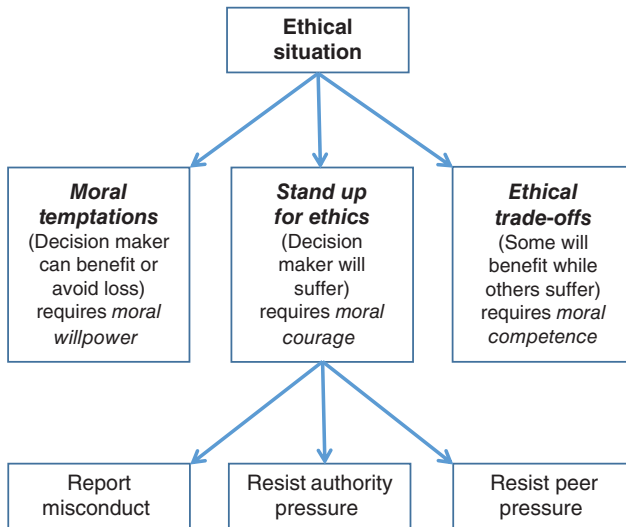 Ethical
situation
Moral
temptations
(Decision maker
can benefit or
avoid loss)
requires moral
willpower
Stand up
for ethics
(Decision
maker will
suffer)
requires moral
courage
Ethical
trade-offs
(Some will
benefit while
others suffer)
requires moral
competence
Report
misconduct
Resist authority
pressure
Resist peer
pressure